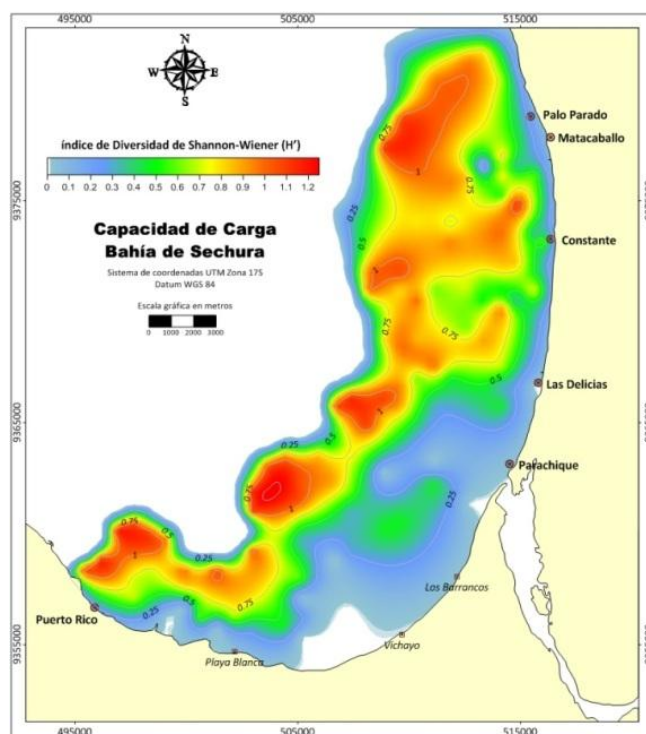 495000 505000 515000
N
W E
S
índice de Diversidad de Shannon-Wiener (H')
0 0.1 0.2 0.3 0.4 0.5 0.6 0.7 0.8 0.9 1 1.1 1.2
Capacidad de Carga
Bahía de Sechura
Sistema de coordenadas UTM Zona 17S
Datum WGS 84
Escala gráfica en metros
0 1000 2000 3000
Palo Parado
Matacaballo
Constante
Las Delicias
Parachique
Los Barrancos
Vichayo
Playa Blanca
Puerto Rico
9375000
9365000
9355000
0.75
1
0.75
0.25
0.5
1
0.75
0.75
0.5
1
0.5
0.25
0.75
1
0.25
0.75
0.5
1
0.25
0.75
0.5
0.25
495000 505000 515000